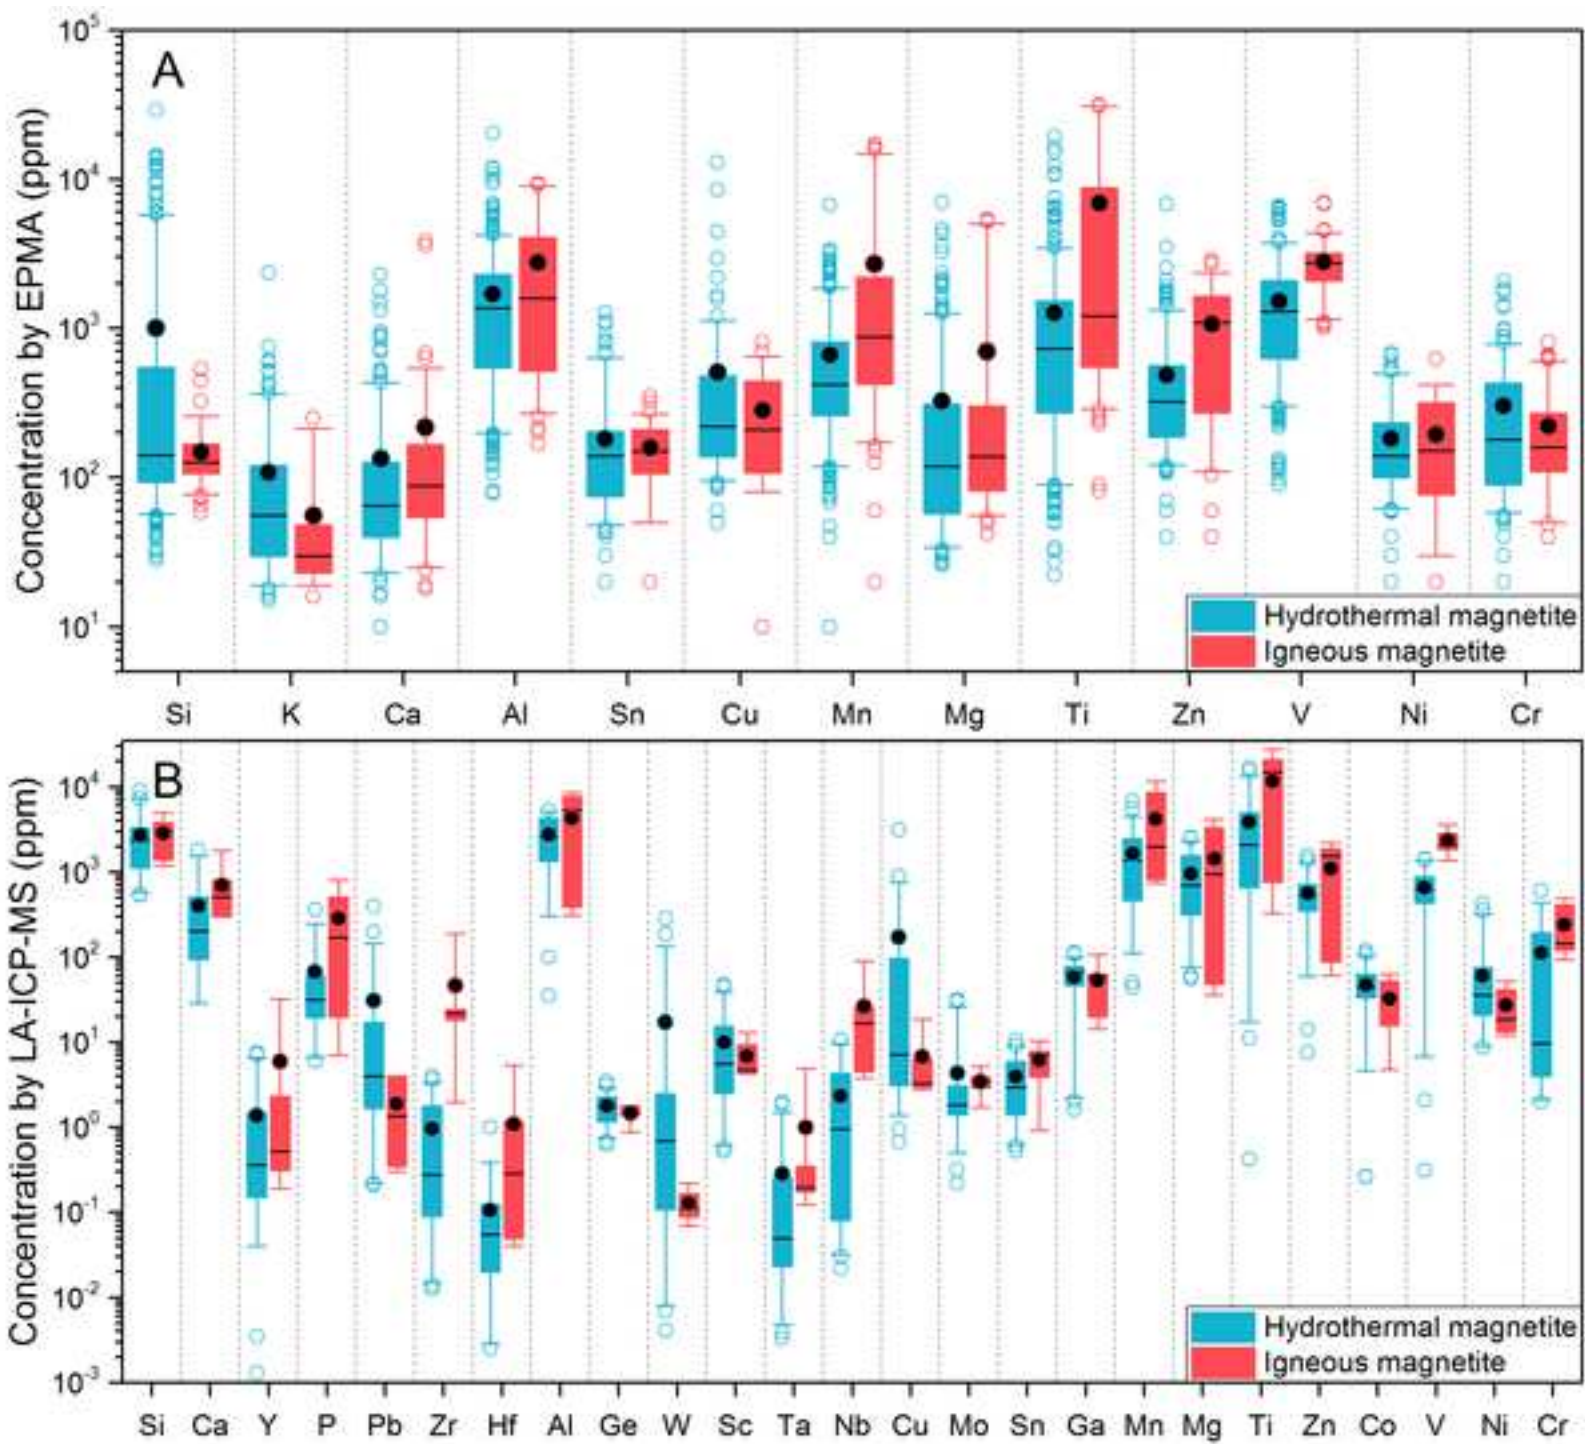 A
Concentration by EPMA (ppm)
10^5
10^4
10^3
10^2
10^1
Hydrothermal magnetite
Igneous magnetite
Si K Ca Al Sn Cu Mn Mg Ti Zn V Ni Cr
B
Concentration by LA-ICP-MS (ppm)
10^4
10^3
10^2
10^1
10^0
10^-1
10^-2
10^-3
Hydrothermal magnetite
Igneous magnetite
Si Ca Y P Pb Zr Hf Al Ge W Sc Ta Nb Cu Mo Sn Ga Mn Mg Ti Zn Co V Ni Cr